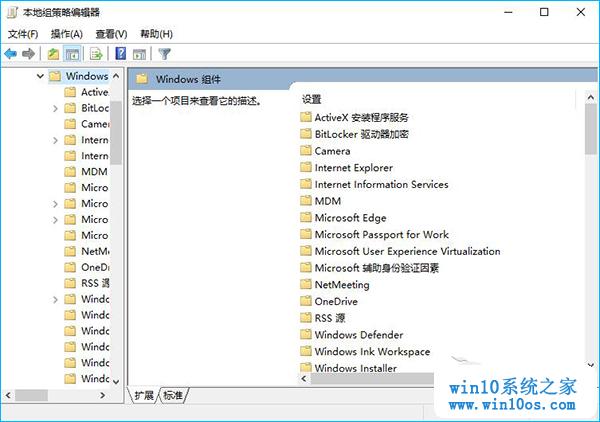 本地组策略编辑器
文件(F) 操作(A) 查看(V) 帮助(H)
Windows
Active
BitLoc
Came
Intern
Intern
MDM
Micro
Micro
Micro
Micro
NetMe
OneD
RSS 源
Windo
Windo
Windo
Windo
Windo
Windo
Windows 组件
选择一个项目来查看它的描述。
设置
ActiveX 安装程序服务
BitLocker 驱动器加密
Camera
Internet Explorer
Internet Information Services
MDM
Microsoft Edge
Microsoft Passport for Work
Microsoft User Experience Virtualization
Microsoft 辅助身份验证因素
NetMeeting
OneDrive
RSS 源
Windows Defender
Windows Ink Workspace
Windows Installer
扩展 标准
win10系统之家
www.win10os.com